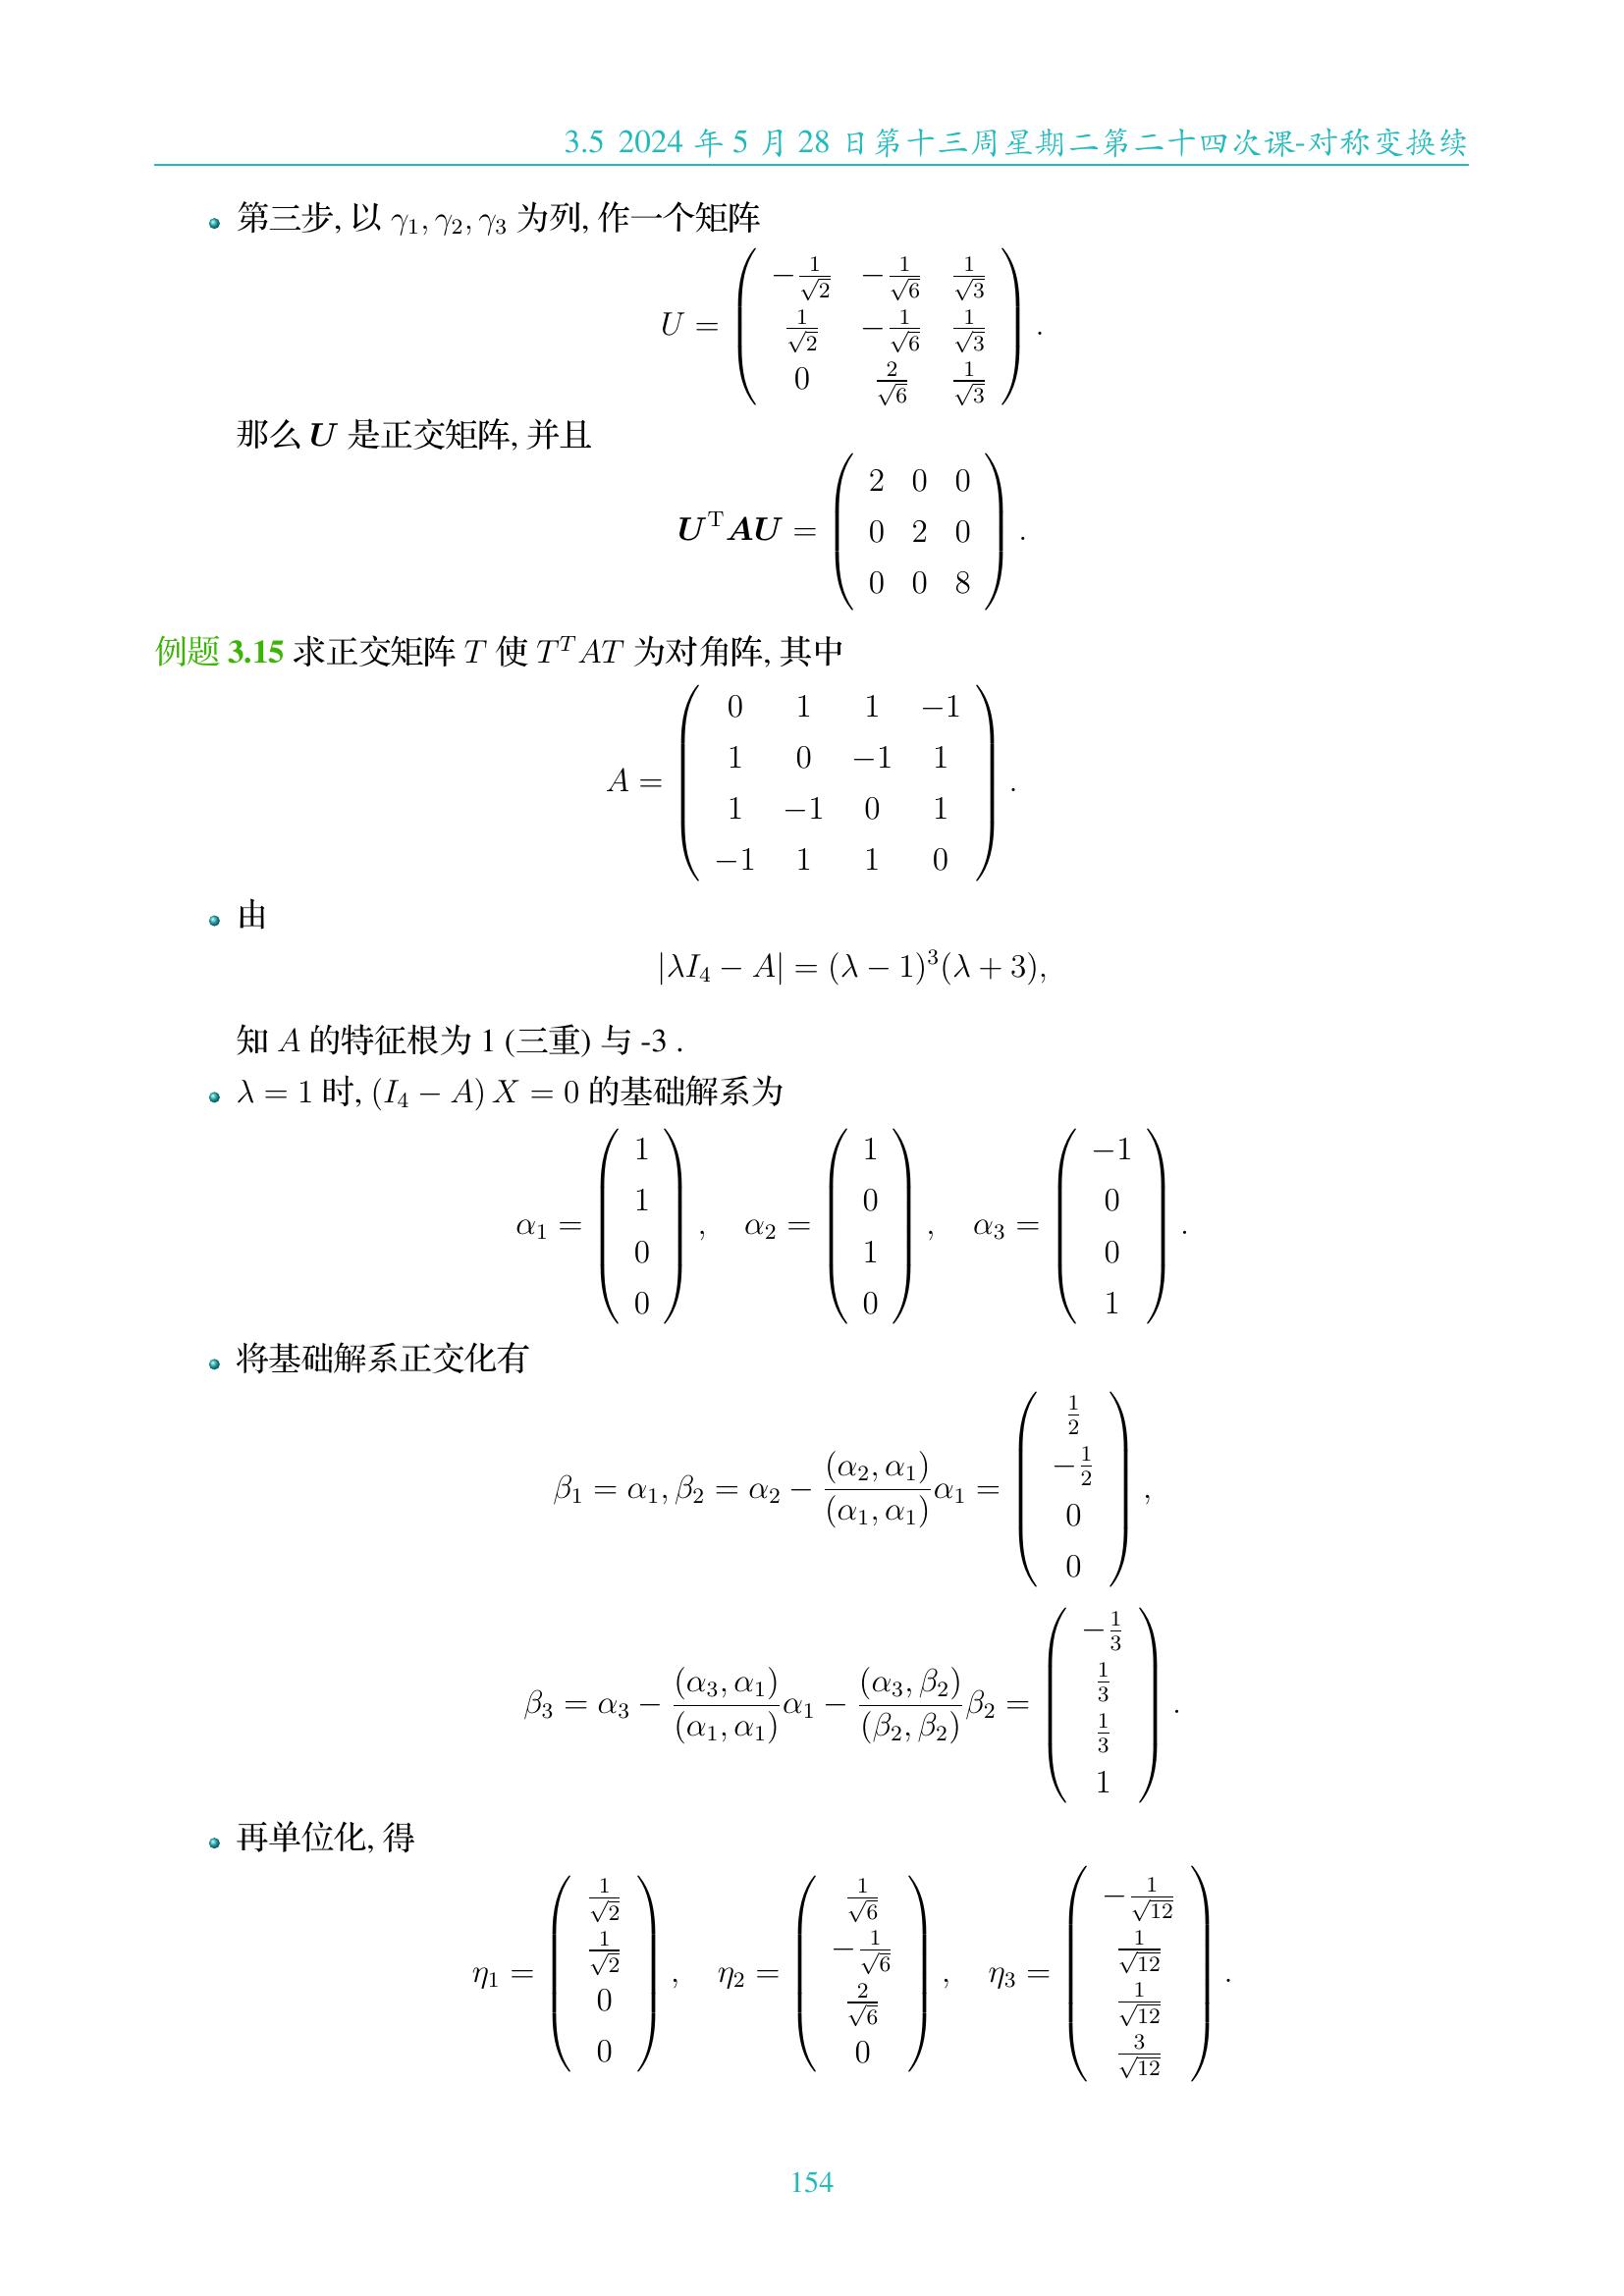 3.5 2024 年 5 月 28 日第十三周星期二第二十四次课-对称变换续
• 第三步, 以 γ₁, γ₂, γ₃ 为列, 作一个矩阵
$$U = \begin{pmatrix} -\frac{1}{\sqrt{2}} & -\frac{1}{\sqrt{6}} & \frac{1}{\sqrt{3}} \\ \frac{1}{\sqrt{2}} & -\frac{1}{\sqrt{6}} & \frac{1}{\sqrt{3}} \\ 0 & \frac{2}{\sqrt{6}} & \frac{1}{\sqrt{3}} \end{pmatrix}.$$
那么 $\boldsymbol{U}$ 是正交矩阵, 并且
$$\boldsymbol{U}^{\mathrm{T}}\boldsymbol{A}\boldsymbol{U} = \begin{pmatrix} 2 & 0 & 0 \\ 0 & 2 & 0 \\ 0 & 0 & 8 \end{pmatrix}.$$
例题 3.15 求正交矩阵 $T$ 使 $T^T AT$ 为对角阵, 其中
$$A = \begin{pmatrix} 0 & 1 & 1 & -1 \\ 1 & 0 & -1 & 1 \\ 1 & -1 & 0 & 1 \\ -1 & 1 & 1 & 0 \end{pmatrix}.$$
• 由
$$|\lambda I_4 - A| = (\lambda - 1)^3(\lambda + 3),$$
知 $A$ 的特征根为 1 (三重) 与 -3 .
• $\lambda = 1$ 时, $(I_4 - A) X = 0$ 的基础解系为
$$\alpha_1 = \begin{pmatrix} 1 \\ 1 \\ 0 \\ 0 \end{pmatrix}, \quad \alpha_2 = \begin{pmatrix} 1 \\ 0 \\ 1 \\ 0 \end{pmatrix}, \quad \alpha_3 = \begin{pmatrix} -1 \\ 0 \\ 0 \\ 1 \end{pmatrix}.$$
• 将基础解系正交化有
$$\beta_1 = \alpha_1, \beta_2 = \alpha_2 - \frac{(\alpha_2, \alpha_1)}{(\alpha_1, \alpha_1)}\alpha_1 = \begin{pmatrix} \frac{1}{2} \\ -\frac{1}{2} \\ 0 \\ 0 \end{pmatrix},$$
$$\beta_3 = \alpha_3 - \frac{(\alpha_3, \alpha_1)}{(\alpha_1, \alpha_1)}\alpha_1 - \frac{(\alpha_3, \beta_2)}{(\beta_2, \beta_2)}\beta_2 = \begin{pmatrix} -\frac{1}{3} \\ \frac{1}{3} \\ \frac{1}{3} \\ 1 \end{pmatrix}.$$
• 再单位化, 得
$$\eta_1 = \begin{pmatrix} \frac{1}{\sqrt{2}} \\ \frac{1}{\sqrt{2}} \\ 0 \\ 0 \end{pmatrix}, \quad \eta_2 = \begin{pmatrix} \frac{1}{\sqrt{6}} \\ -\frac{1}{\sqrt{6}} \\ \frac{2}{\sqrt{6}} \\ 0 \end{pmatrix}, \quad \eta_3 = \begin{pmatrix} -\frac{1}{\sqrt{12}} \\ \frac{1}{\sqrt{12}} \\ \frac{1}{\sqrt{12}} \\ \frac{3}{\sqrt{12}} \end{pmatrix}.$$
154